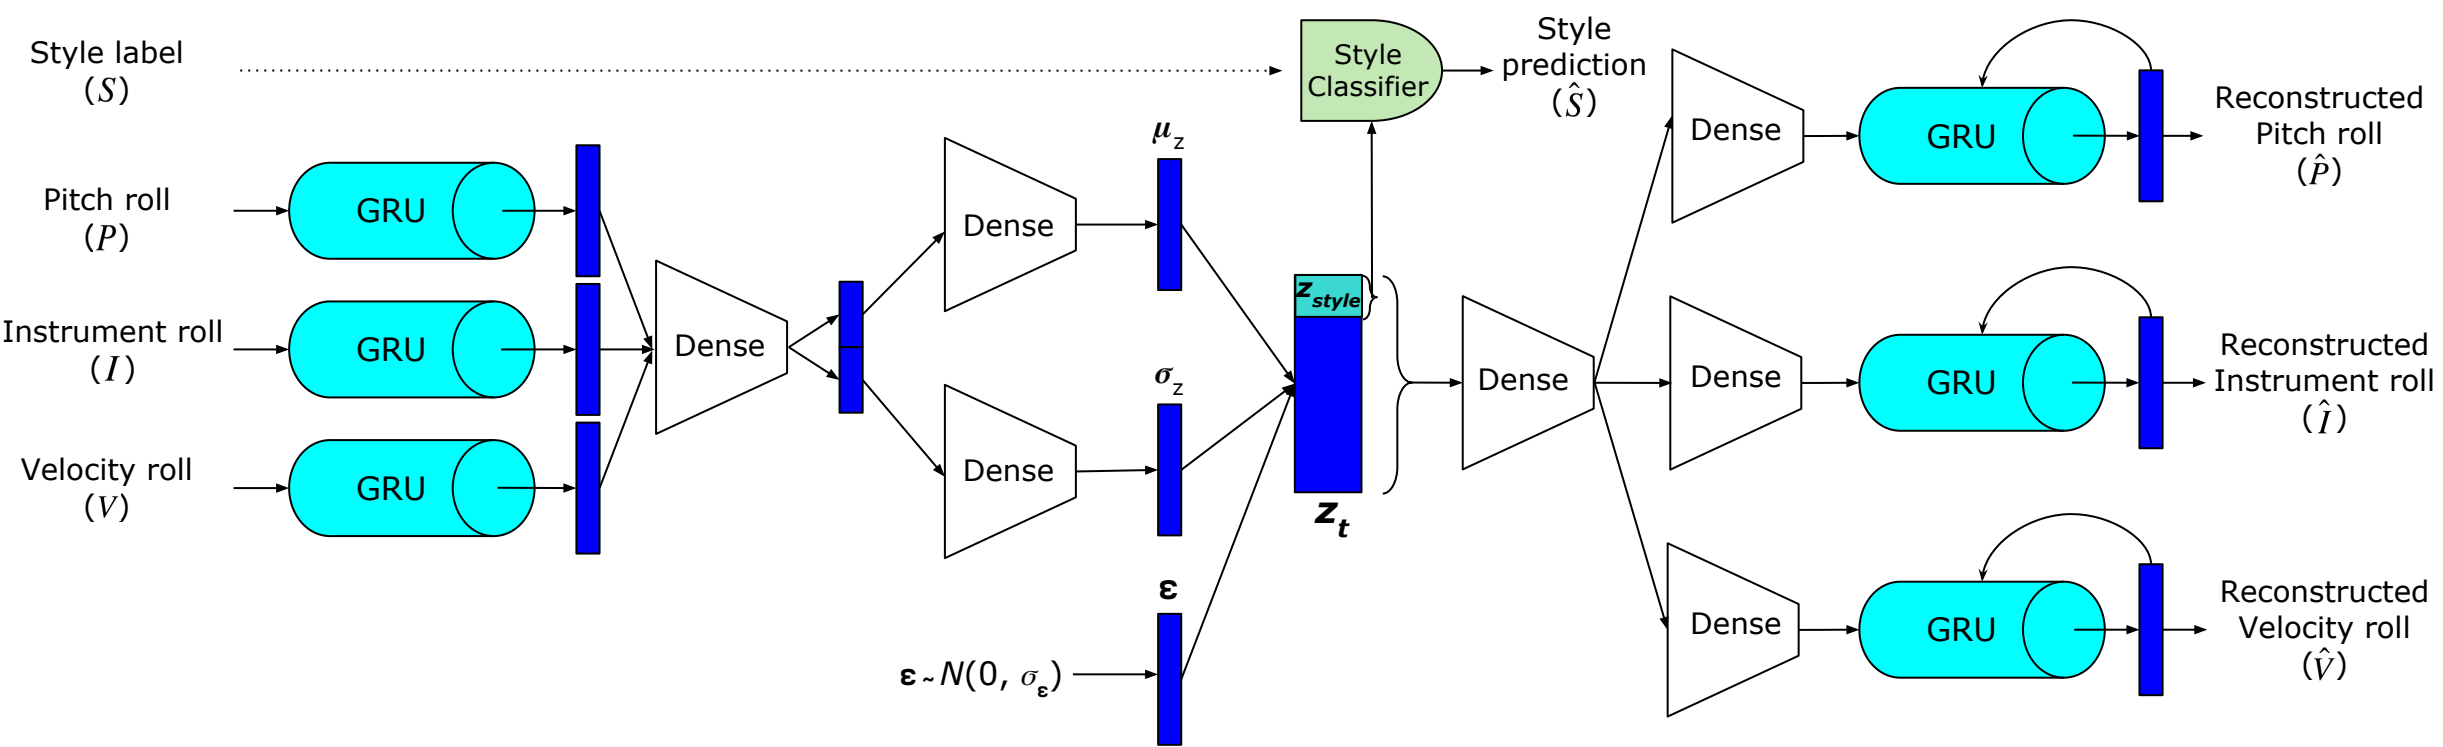 Style label
(S)
Pitch roll
(P)
Instrument roll
(I)
Velocity roll
(V)
GRU
GRU
GRU
Dense
Dense
Dense
μz
σz
ε
ε ~ N(0, σε)
Style
Classifier
Style
prediction
(Ŝ)
zstyle
zt
Dense
Dense
Dense
Dense
GRU
GRU
GRU
Reconstructed
Pitch roll
(P̂)
Reconstructed
Instrument roll
(Î)
Reconstructed
Velocity roll
(V̂)